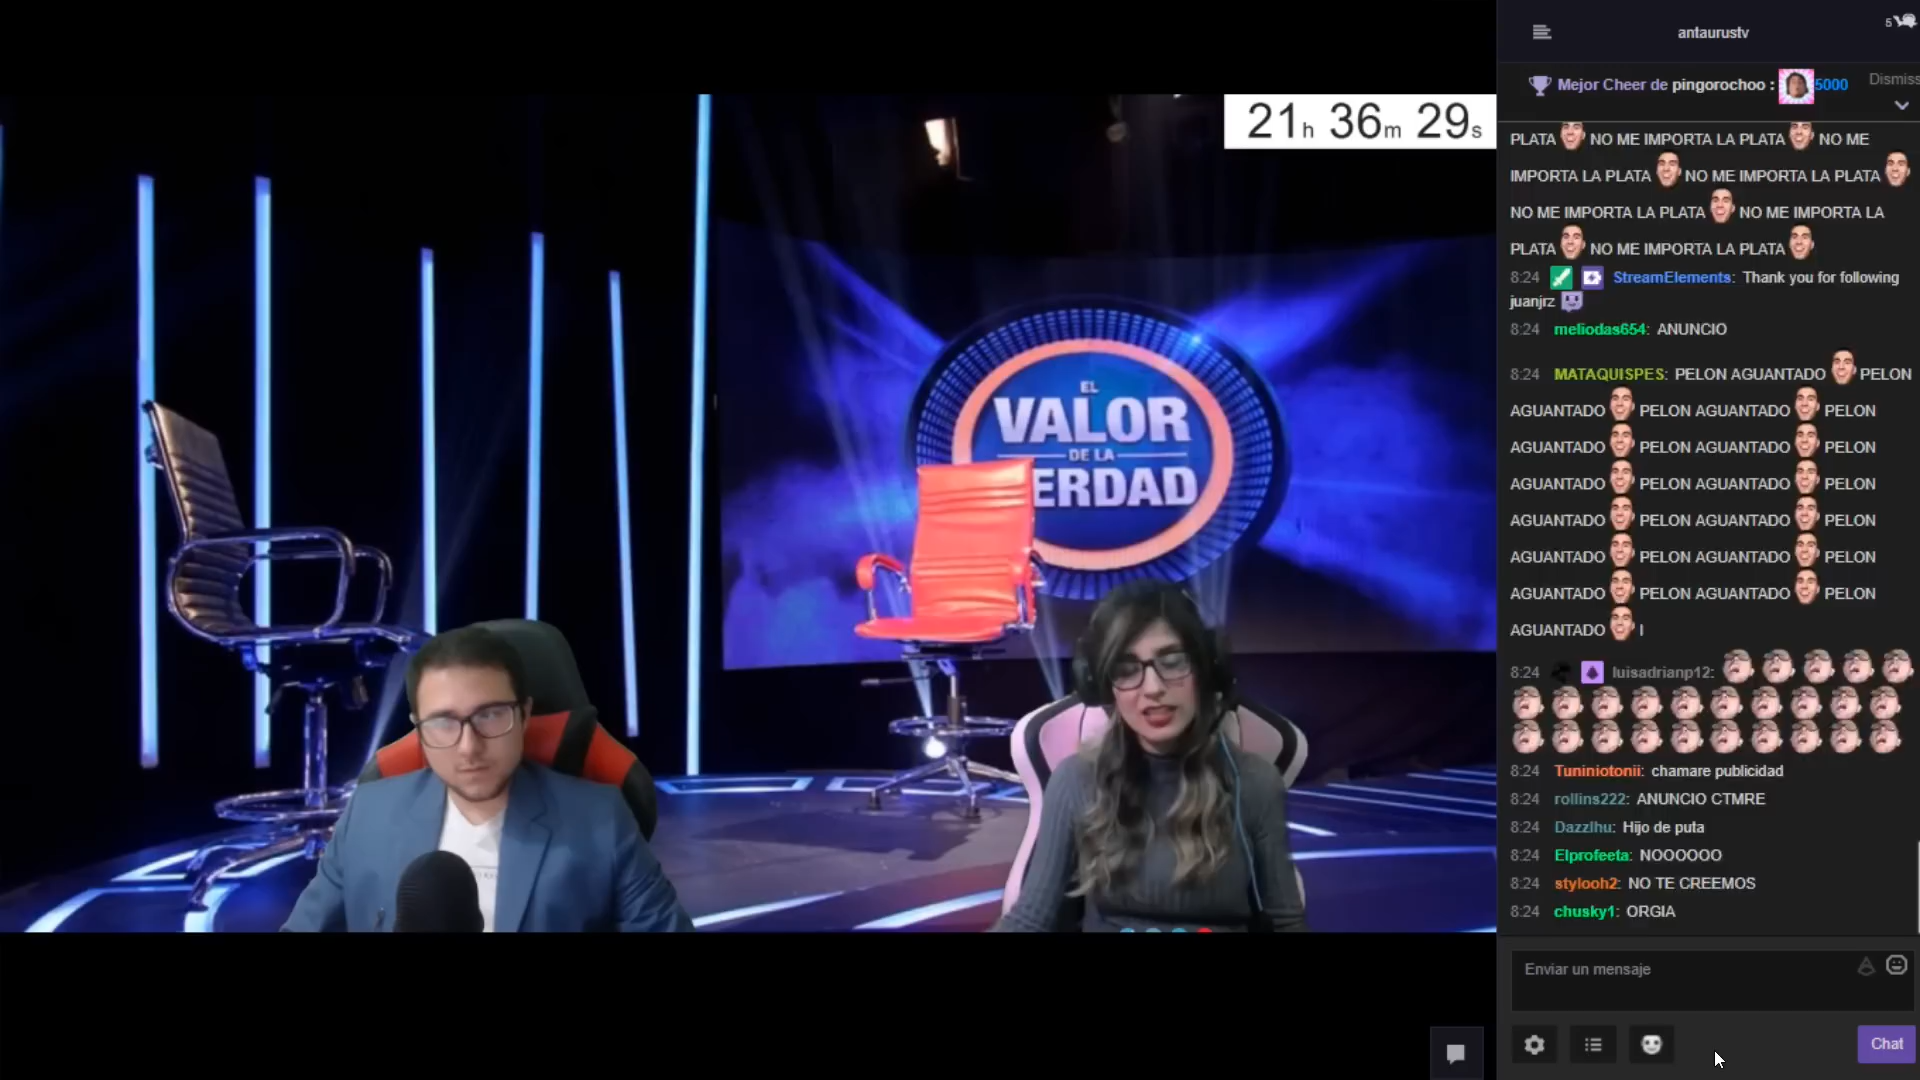 21h 36m 29s
EL
VALOR
DE LA
ERDAD
antaurustv
5
Mejor Cheer de pingorochoo : 5000
Dismiss
PLATA NO ME IMPORTA LA PLATA NO ME
IMPORTA LA PLATA NO ME IMPORTA LA PLATA
NO ME IMPORTA LA PLATA NO ME IMPORTA LA
PLATA NO ME IMPORTA LA PLATA
8:24 StreamElements: Thank you for following
juanjrz
8:24 meliodas654: ANUNCIO
8:24 MATAQUISPES: PELON AGUANTADO PELON
AGUANTADO PELON AGUANTADO PELON
AGUANTADO PELON AGUANTADO PELON
AGUANTADO PELON AGUANTADO PELON
AGUANTADO PELON AGUANTADO PELON
AGUANTADO PELON AGUANTADO PELON
AGUANTADO PELON AGUANTADO PELON
AGUANTADO I
8:24 luisadrianp12:
8:24 Tuniniotonii: chamare publicidad
8:24 rollins222: ANUNCIO CTMRE
8:24 Dazzlhu: Hijo de puta
8:24 Elprofeeta: NOOOOOO
8:24 stylooh2: NO TE CREEMOS
8:24 chusky1: ORGIA
Enviar un mensaje
Chat